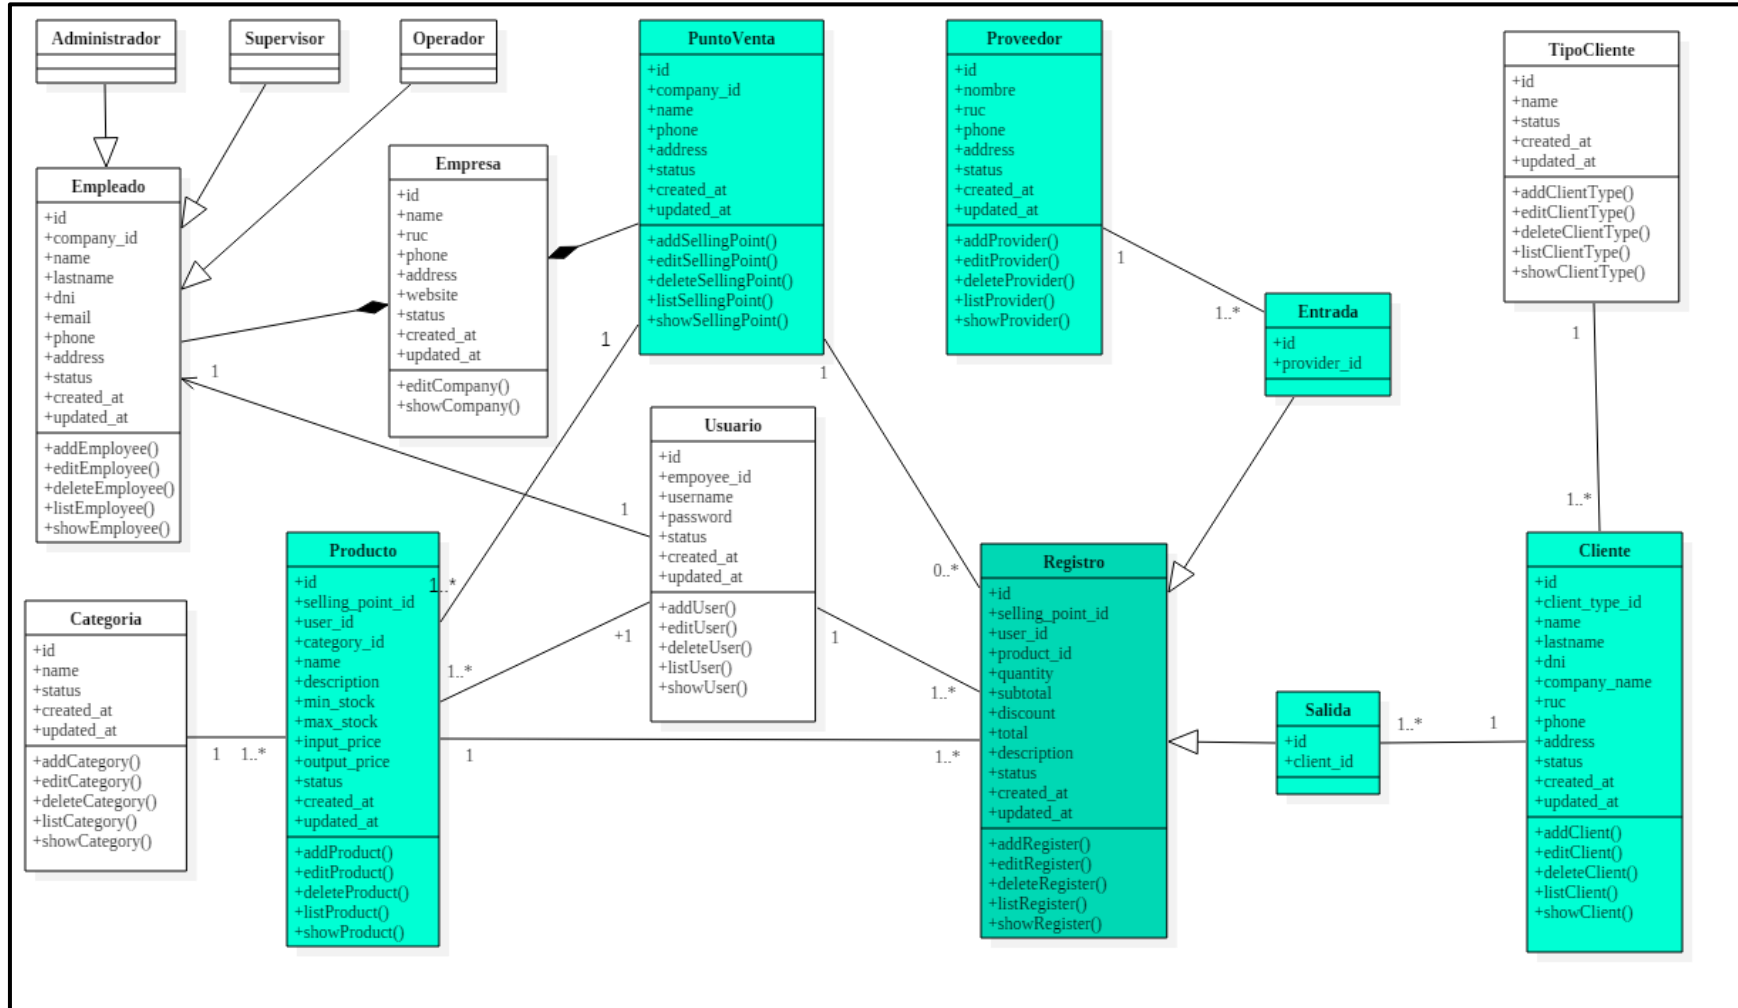 Administrador
Supervisor
Operador
Empleado
+id
+company_id
+name
+lastname
+dni
+email
+phone
+address
+status
+created_at
+updated_at
+addEmployee()
+editEmployee()
+deleteEmployee()
+listEmployee()
+showEmployee()
Empresa
+id
+name
+ruc
+phone
+address
+website
+status
+created_at
+updated_at
+editCompany()
+showCompany()
PuntoVenta
+id
+company_id
+name
+phone
+address
+status
+created_at
+updated_at
+addSellingPoint()
+editSellingPoint()
+deleteSellingPoint()
+listSellingPoint()
+showSellingPoint()
Proveedor
+id
+nombre
+ruc
+phone
+address
+status
+created_at
+updated_at
+addProvider()
+editProvider()
+deleteProvider()
+listProvider()
+showProvider()
1
1..*
Entrada
+id
+provider_id
TipoCliente
+id
+name
+status
+created_at
+updated_at
+addClientType()
+editClientType()
+deleteClientType()
+listClientType()
+showClientType()
1
1..*
1
1
1
1
Usuario
+id
+empoyee_id
+username
+password
+status
+created_at
+updated_at
+addUser()
+editUser()
+deleteUser()
+listUser()
+showUser()
Categoria
+id
+name
+status
+created_at
+updated_at
+addCategory()
+editCategory()
+deleteCategory()
+listCategory()
+showCategory()
1
1..*
Producto
+id
+selling_point_id
+user_id
+category_id
+name
+description
+min_stock
+max_stock
+input_price
+output_price
+status
+created_at
+updated_at
+addProduct()
+editProduct()
+deleteProduct()
+listProduct()
+showProduct()
1..*
1..*
+1
1
1
0..*
1..*
1..*
Registro
+id
+selling_point_id
+user_id
+product_id
+quantity
+subtotal
+discount
+total
+description
+status
+created_at
+updated_at
+addRegister()
+editRegister()
+deleteRegister()
+listRegister()
+showRegister()
Salida
+id
+client_id
1..*
1
Cliente
+id
+client_type_id
+name
+lastname
+dni
+company_name
+ruc
+phone
+address
+status
+created_at
+updated_at
+addClient()
+editClient()
+deleteClient()
+listClient()
+showClient()